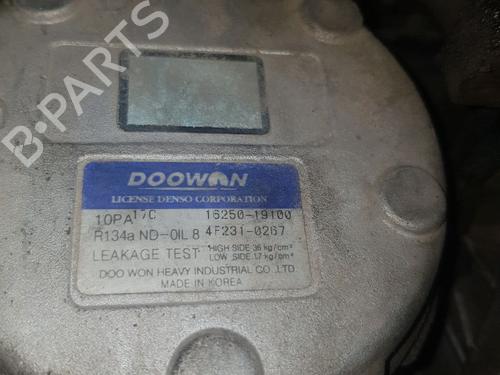 B-PARTS
DOOWON
LICENSE DENSO CORPORATION
10PA17C 16250-19100
R134a ND-OIL 8 4F231-0267
LEAKAGE TEST HIGH SIDE 36 kg/cm²
LOW SIDE 17 kg/cm²
DOO WON HEAVY INDUSTRIAL CO.,LTD.
MADE IN KOREA